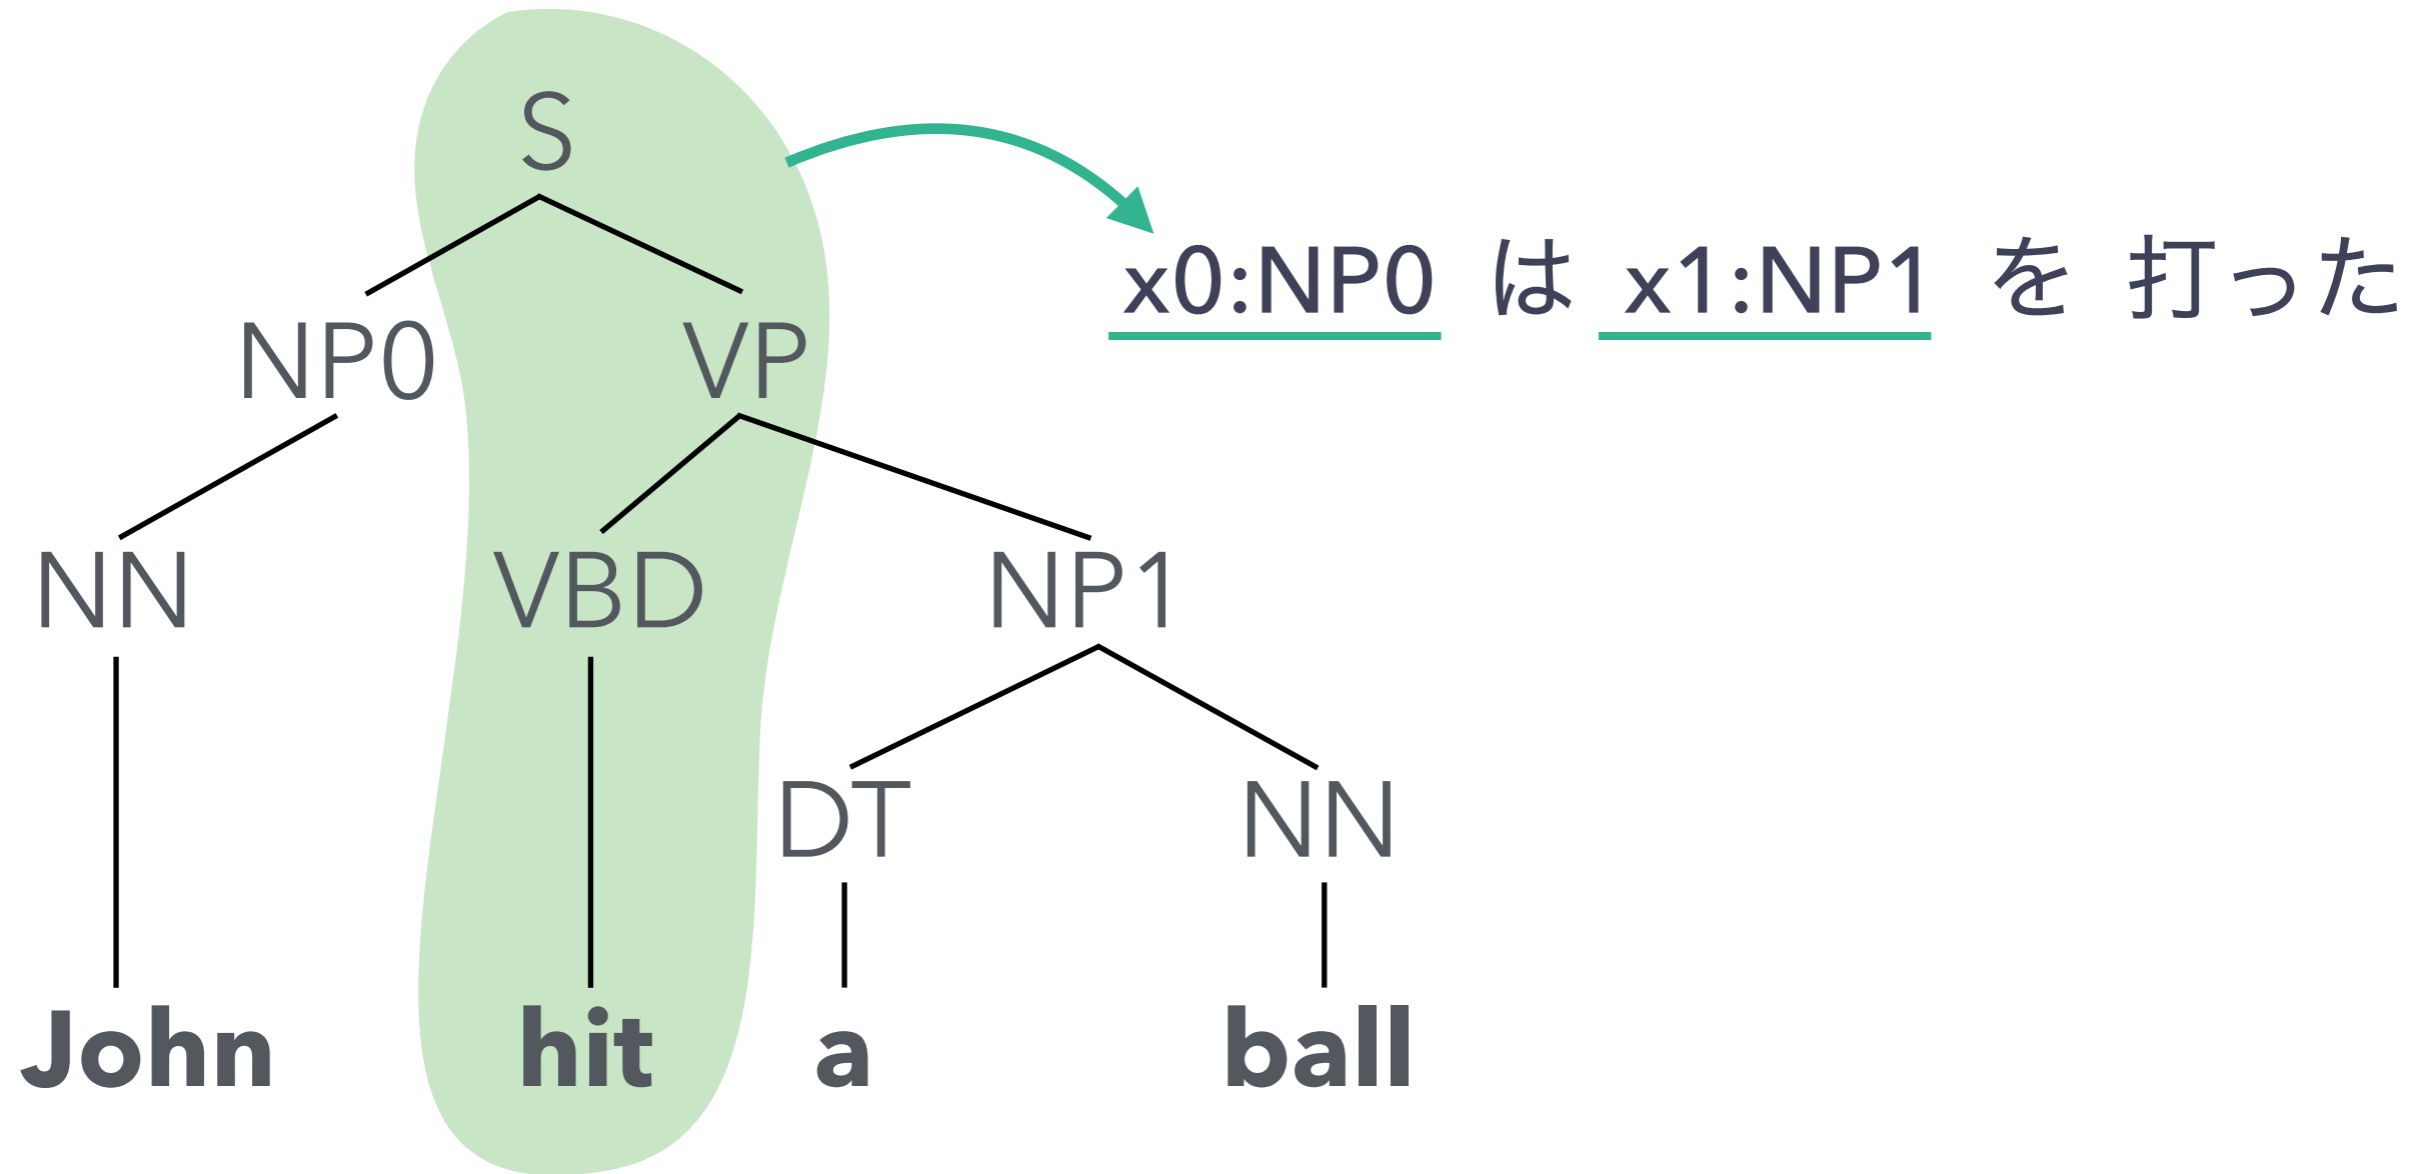 S
x0:NP0 は x1:NP1 を 打った
NP0 VP
NN VBD NP1
DT NN
John hit a ball